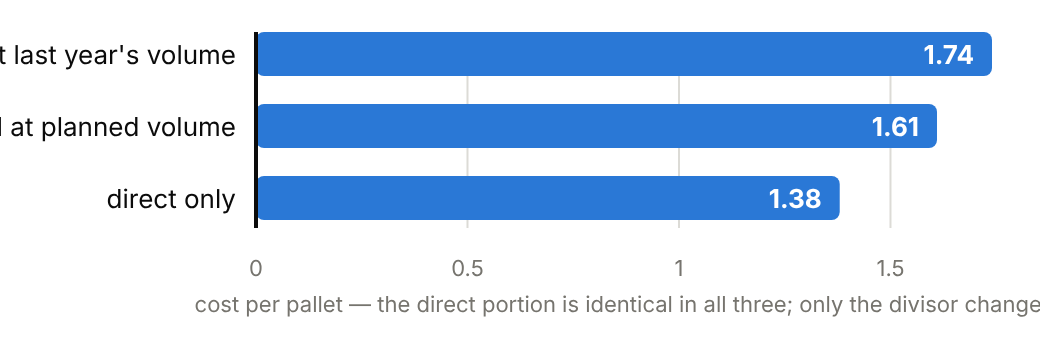 last year's volume 1.74
at planned volume 1.61
direct only 1.38
0 0.5 1 1.5
cost per pallet — the direct portion is identical in all three; only the divisor change